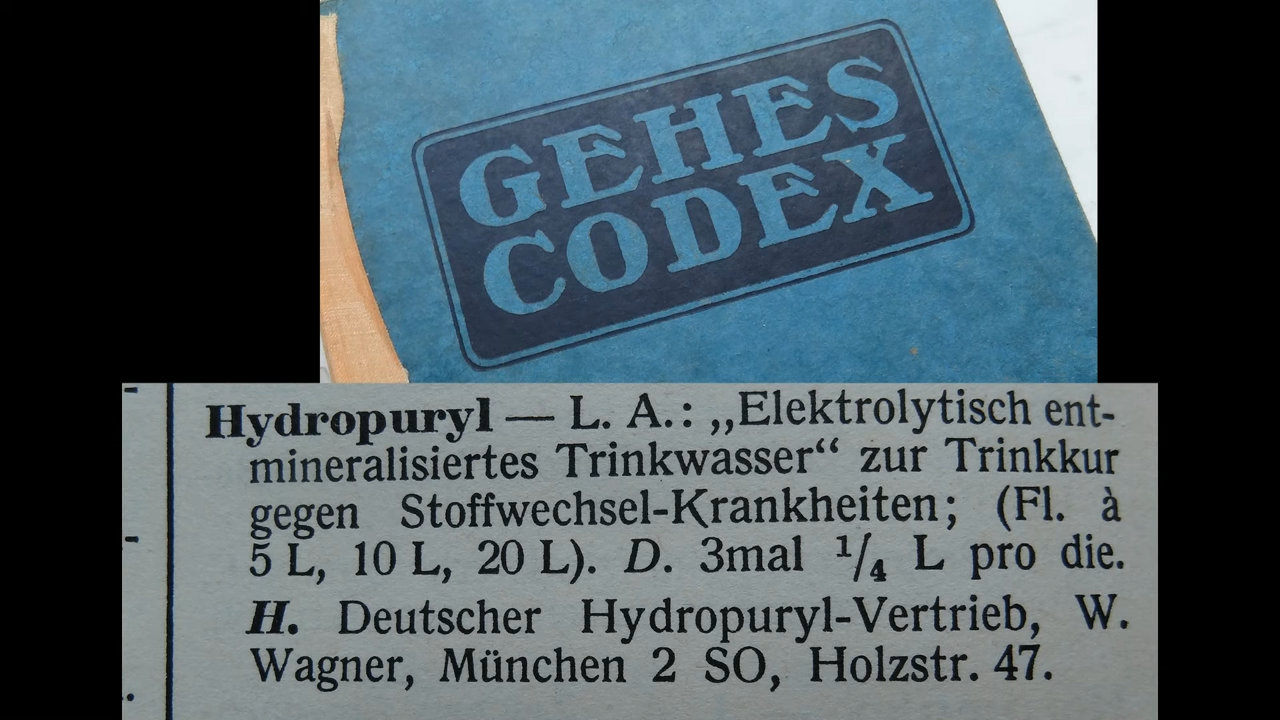 GEHES
CODEX
Hydropuryl — L. A.: „Elektrolytisch ent-
mineralisiertes Trinkwasser“ zur Trinkkur
gegen Stoffwechsel-Krankheiten; (Fl. à
5 L, 10 L, 20 L). D. 3mal ¹/₄ L pro die.
H. Deutscher Hydropuryl-Vertrieb, W.
Wagner, München 2 SO, Holzstr. 47.